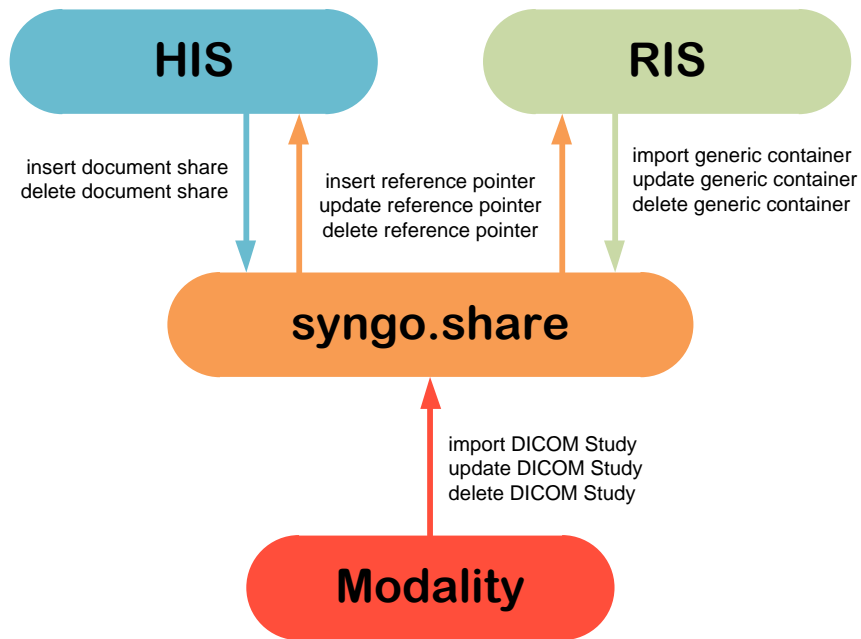 HIS
RIS
insert document share
delete document share
insert reference pointer
update reference pointer
delete reference pointer
import generic container
update generic container
delete generic container
syngo.share
import DICOM Study
update DICOM Study
delete DICOM Study
Modality